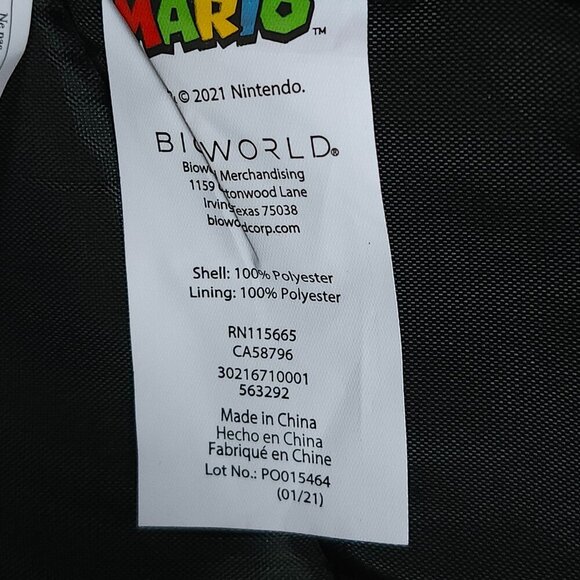 MARIO™
© 2021 Nintendo.
BIOWORLD®
Merchandising
1159
Lane
Texas 75038
Shell: 100% Polyester
Lining: 100% Polyester
RN115665
CA58796
30216710001
563292
Made in China
Hecho en China
Fabriqué en Chine
Lot No.: PO015464
(01/21)